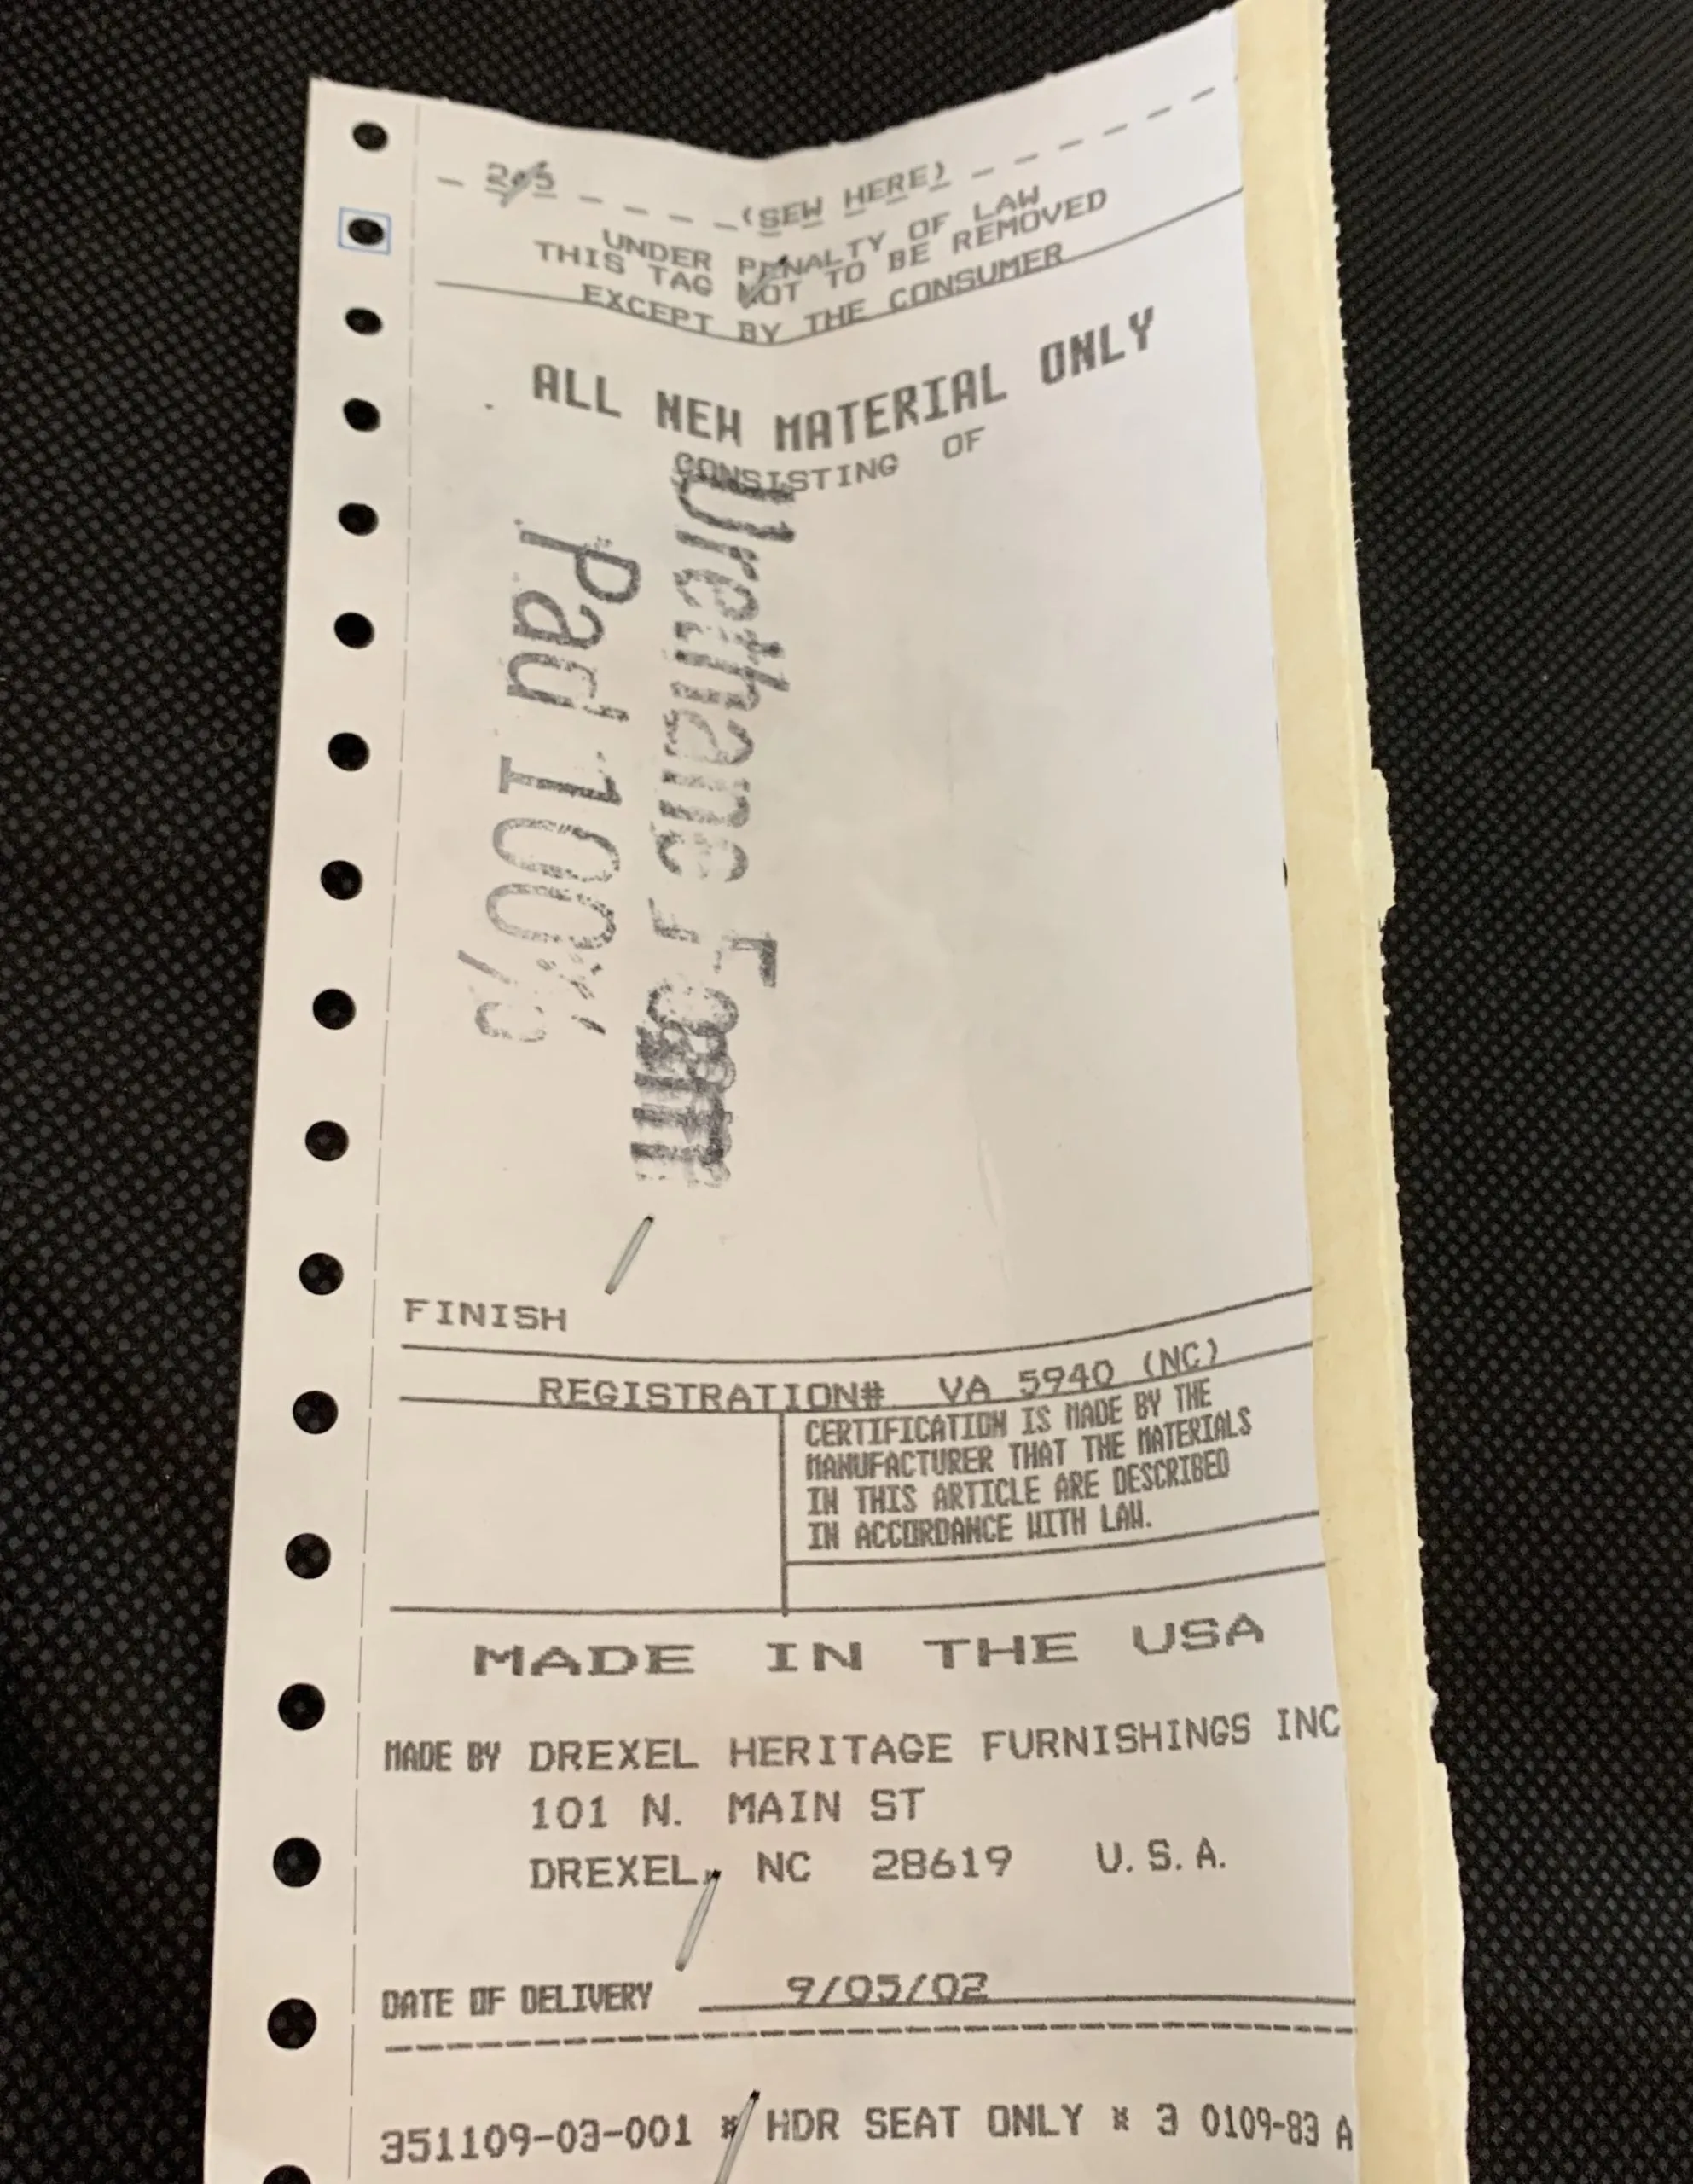 205
(SEW HERE)
UNDER PENALTY OF LAW
THIS TAG NOT TO BE REMOVED
EXCEPT BY THE CONSUMER
ALL NEW MATERIAL ONLY
CONSISTING OF
Urethane Foam
Pad 100%
FINISH
REGISTRATION# VA 5940 (NC)
CERTIFICATION IS MADE BY THE
MANUFACTURER THAT THE MATERIALS
IN THIS ARTICLE ARE DESCRIBED
IN ACCORDANCE WITH LAW.
MADE IN THE USA
MADE BY DREXEL HERITAGE FURNISHINGS INC
101 N. MAIN ST
DREXEL, NC 28619 U.S.A.
DATE OF DELIVERY 9/05/02
351109-03-001 * HDR SEAT ONLY * 3 0109-83 A